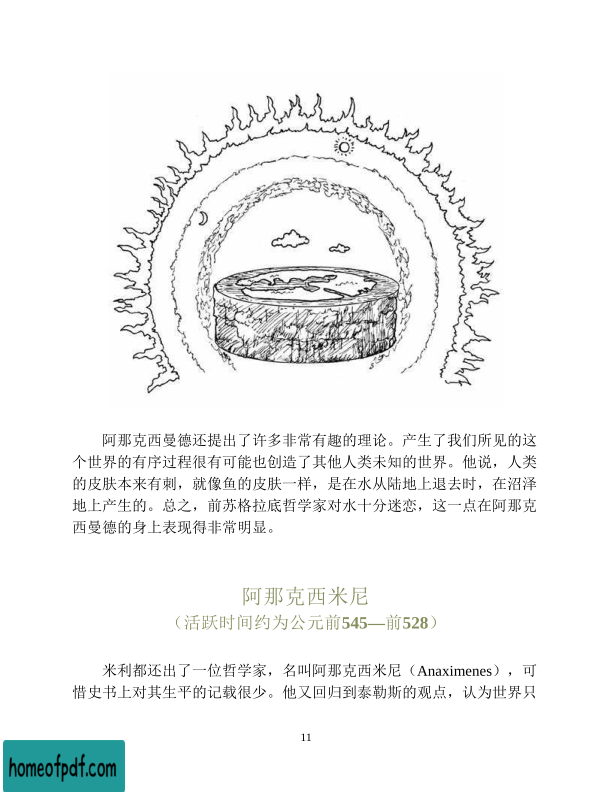 阿那克西曼德还提出了许多非常有趣的理论。产生了我们所见的这
个世界的有序过程很有可能也创造了其他人类未知的世界。他说，人类
的皮肤本来有刺，就像鱼的皮肤一样，是在水从陆地上退去时，在沼泽
地上产生的。总之，前苏格拉底哲学家对水十分迷恋，这一点在阿那克
西曼德的身上表现得非常明显。
阿那克西米尼
（活跃时间约为公元前545—前528）
米利都还出了一位哲学家，名叫阿那克西米尼（Anaximenes），可
惜史书上对其生平的记载很少。他又回归到泰勒斯的观点，认为世界只
11
homeofpdf.com